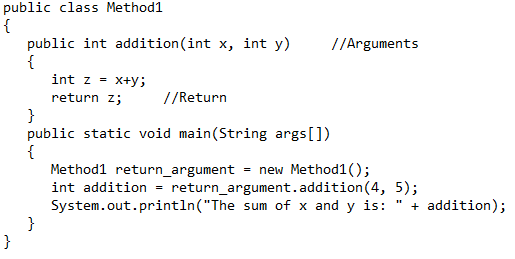 public class Method1
{
   public int addition(int x, int y)     //Arguments
   {
      int z = x+y;
      return z;     //Return
   }
   public static void main(String args[])
   {
      Method1 return_argument = new Method1();
      int addition = return_argument.addition(4, 5);
      System.out.println("The sum of x and y is: " + addition);
   }
}